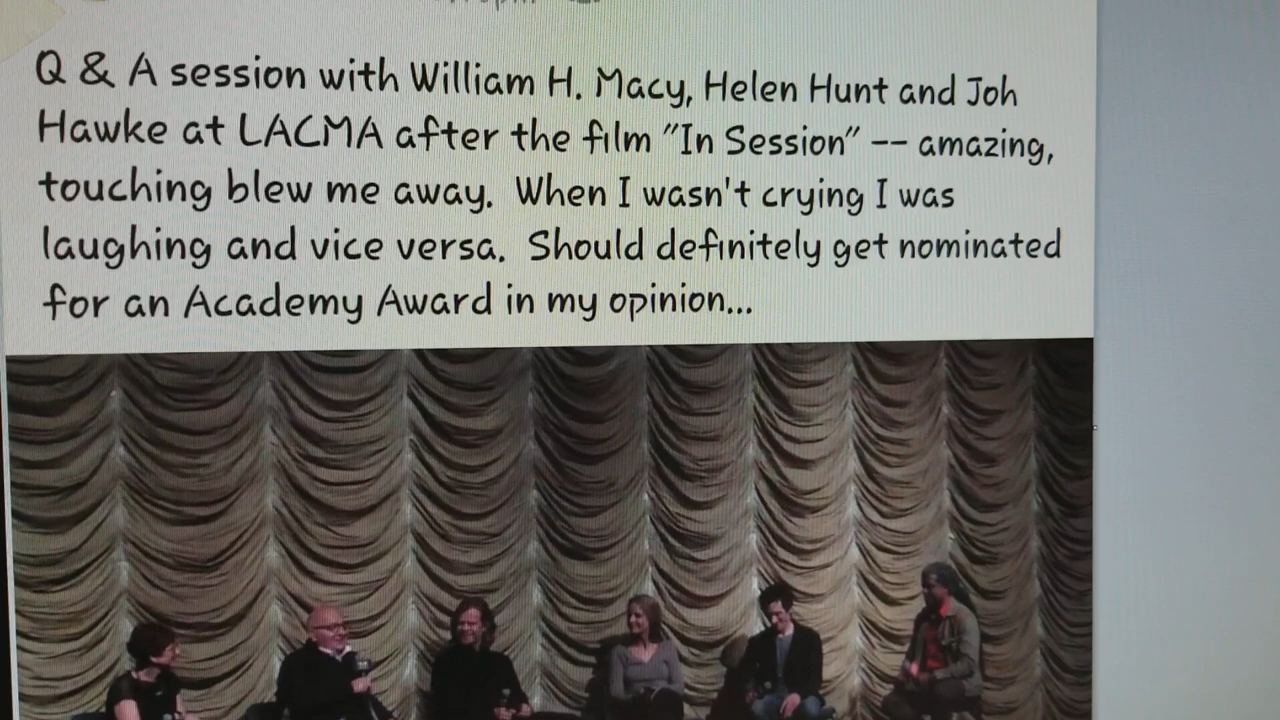 Q & A session with William H. Macy, Helen Hunt and Joh
Hawke at LACMA after the film "In Session" -- amazing,
touching blew me away.  When I wasn't crying I was
laughing and vice versa.  Should definitely get nominated
for an Academy Award in my opinion...